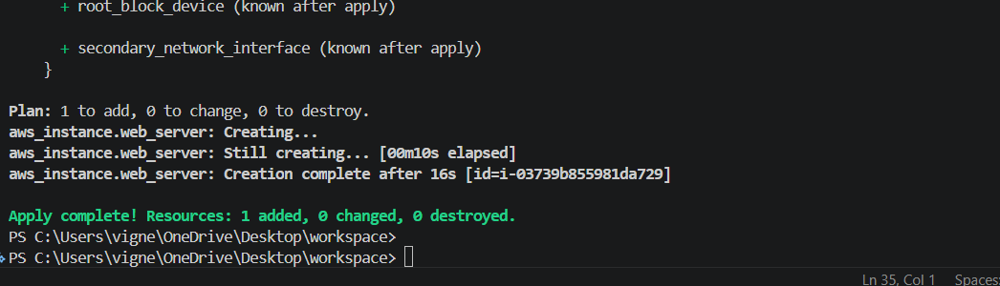 + root_block_device (known after apply)
+ secondary_network_interface (known after apply)
}
Plan: 1 to add, 0 to change, 0 to destroy.
aws_instance.web_server: Creating...
aws_instance.web_server: Still creating... [00m10s elapsed]
aws_instance.web_server: Creation complete after 16s [id=i-03739b855981da729]
Apply complete! Resources: 1 added, 0 changed, 0 destroyed.
PS C:\Users\vigne\OneDrive\Desktop\workspace>
PS C:\Users\vigne\OneDrive\Desktop\workspace>
Ln 35, Col 1 Spaces: